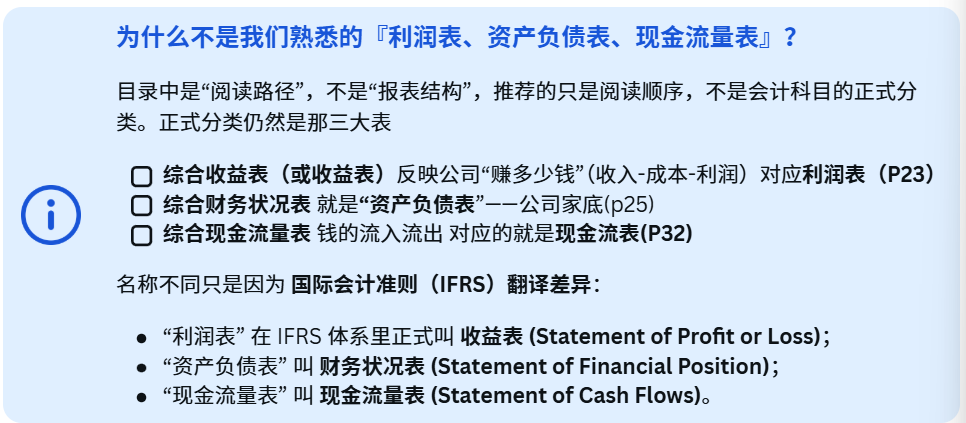 为什么不是我们熟悉的『利润表、资产负债表、现金流量表』？
目录中是“阅读路径”，不是“报表结构”，推荐的只是阅读顺序，不是会计科目的正式分
类。正式分类仍然是那三大表
综合收益表（或收益表）反映公司“赚多少钱”（收入-成本-利润）对应利润表（P23）
综合财务状况表 就是“资产负债表”——公司家底(p25)
综合现金流量表 钱的流入流出 对应的就是现金流表(P32)
名称不同只是因为 国际会计准则（IFRS）翻译差异：
“利润表” 在 IFRS 体系里正式叫 收益表 (Statement of Profit or Loss)；
“资产负债表” 叫 财务状况表 (Statement of Financial Position)；
“现金流量表” 叫 现金流量表 (Statement of Cash Flows)。